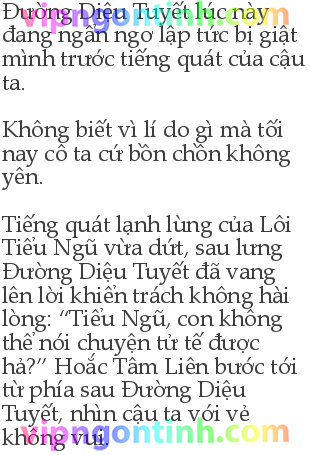 Đường Diệu Tuyết lúc này
vipngontinh.com
đang ngẩn ngơ lập tức bị giật
mình trước tiếng quát của cậu
ta.
Không biết vì lí do gì mà tối
nay cô ta cứ bồn chồn không
yên.
Tiếng quát lạnh lùng của Lôi
Tiểu Ngũ vừa dứt, sau lưng
Đường Diệu Tuyết đã vang
lên lời khiển trách không hài
lòng: “Tiểu Ngũ, con không
thể nói chuyện tử tế được
hả?” Hoắc Tâm Liên bước tới
từ phía sau Đường Diệu
Tuyết, nhìn cậu ta với vẻ
không vui.
vipngontinh.com